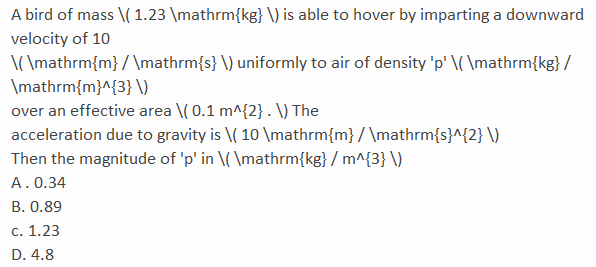 A bird of mass \( 1.23 \mathrm{kg} \) is able to hover by imparting a downward
velocity of 10
\( \mathrm{m} / \mathrm{s} \) uniformly to air of density 'p' \( \mathrm{kg} /
\mathrm{m}^{3} \)
over an effective area \( 0.1 m^{2} . \) The
acceleration due to gravity is \( 10 \mathrm{m} / \mathrm{s}^{2} \)
Then the magnitude of 'p' in \( \mathrm{kg} / m^{3} \)
A . 0.34
B. 0.89
c. 1.23
D. 4.8